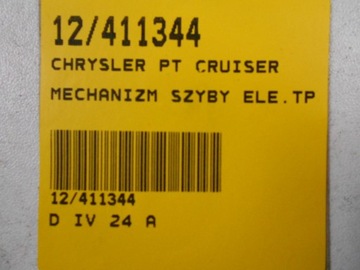 12/411344
CHRYSLER PT CRUISER
MECHANIZM SZYBY ELE.TP
12/411344
D IV 24 A